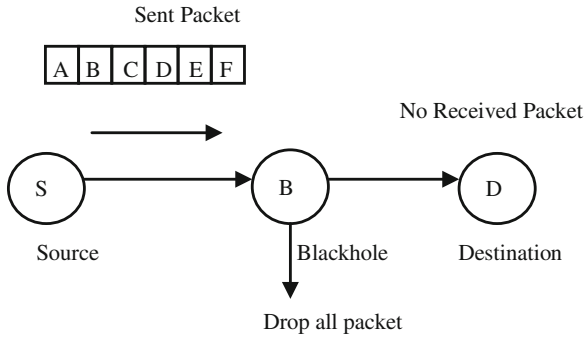 Sent Packet
A B C D E F
No Received Packet
S B D
Source Blackhole Destination
Drop all packet